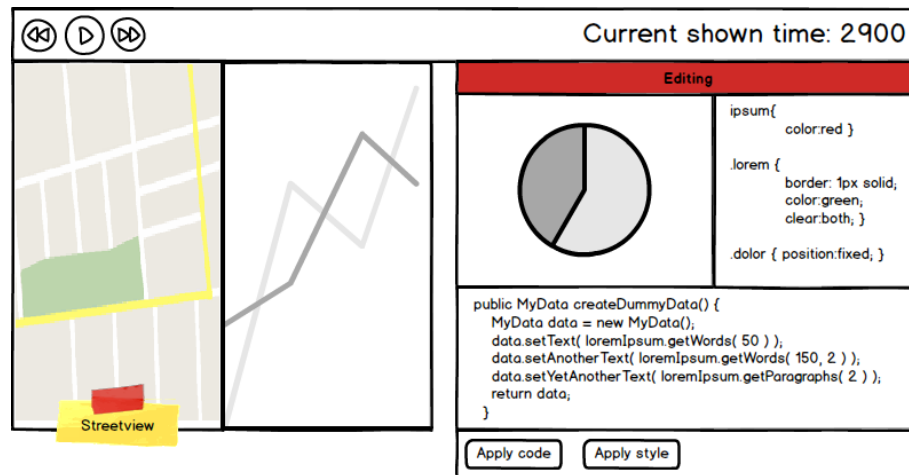 Current shown time: 2900
Editing
ipsum{
color:red }
.lorem {
border: 1px solid;
color:green;
clear:both; }
.dolor { position:fixed; }
public MyData createDummyData() {
MyData data = new MyData();
data.setText( loremIpsum.getWords( 50 ) );
data.setAnotherText( loremIpsum.getWords( 150, 2 ) );
data.setYetAnotherText( loremIpsum.getParagraphs( 2 ) );
return data;
}
Streetview
Apply code
Apply style